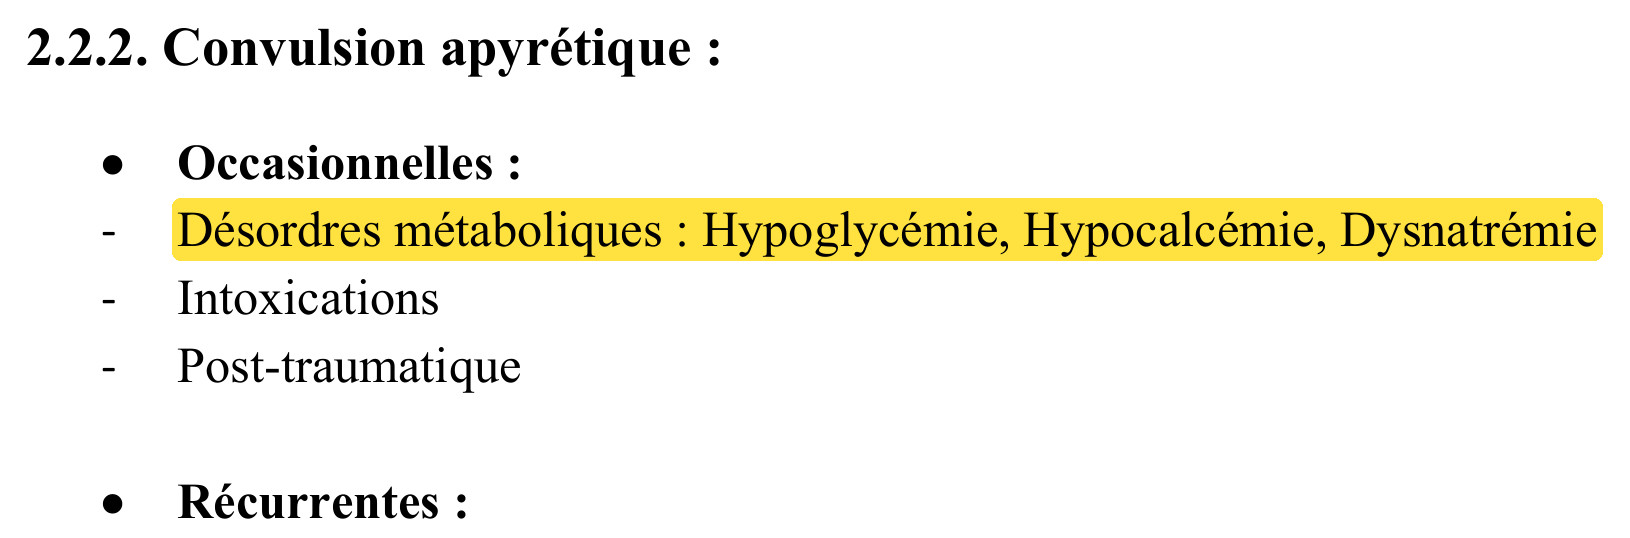 2.2.2. Convulsion apyrétique :
● Occasionnelles :
- Désordres métaboliques : Hypoglycémie, Hypocalcémie, Dysnatrémie
- Intoxications
- Post-traumatique
● Récurrentes :